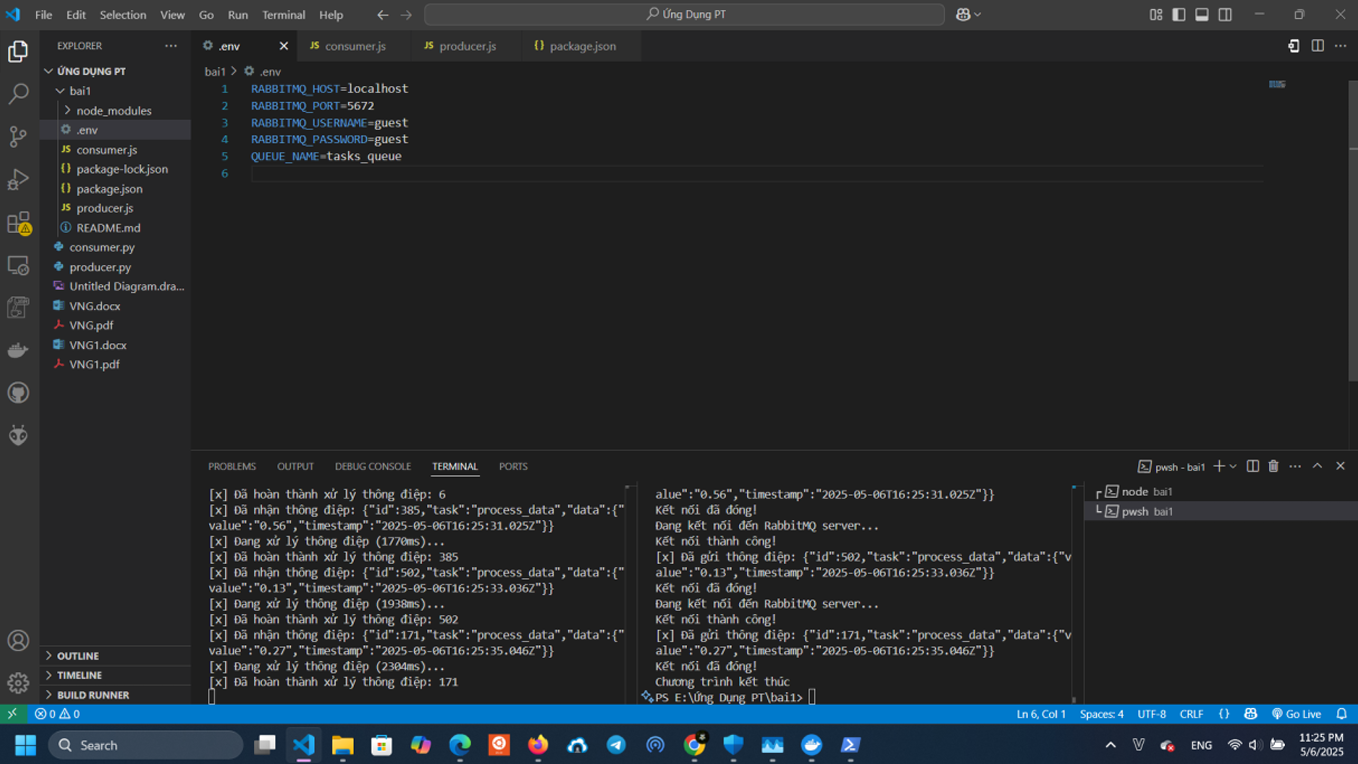 File Edit Selection View Go Run Terminal Help
Ứng Dụng PT
EXPLORER
ỨNG DỤNG PT
bai1
node_modules
.env
consumer.js
package-lock.json
package.json
producer.js
README.md
consumer.py
producer.py
Untitled Diagram.dra...
VNG.docx
VNG.pdf
VNG1.docx
VNG1.pdf
OUTLINE
TIMELINE
BUILD RUNNER
.env
JS consumer.js
JS producer.js
{} package.json
bai1 > .env
1 RABBITMQ_HOST=localhost
2 RABBITMQ_PORT=5672
3 RABBITMQ_USERNAME=guest
4 RABBITMQ_PASSWORD=guest
5 QUEUE_NAME=tasks_queue
6
PROBLEMS OUTPUT DEBUG CONSOLE TERMINAL PORTS
pwsh - bai1
[x] Đã hoàn thành xử lý thông điệp: 6
[x] Đã nhận thông điệp: {"id":385,"task":"process_data","data":{"
value":"0.56","timestamp":"2025-05-06T16:25:31.025Z"}}
[x] Đang xử lý thông điệp (1770ms)...
[x] Đã hoàn thành xử lý thông điệp: 385
[x] Đã nhận thông điệp: {"id":502,"task":"process_data","data":{"
value":"0.13","timestamp":"2025-05-06T16:25:33.036Z"}}
[x] Đang xử lý thông điệp (1938ms)...
[x] Đã hoàn thành xử lý thông điệp: 502
[x] Đã nhận thông điệp: {"id":171,"task":"process_data","data":{"
value":"0.27","timestamp":"2025-05-06T16:25:35.046Z"}}
[x] Đang xử lý thông điệp (2304ms)...
[x] Đã hoàn thành xử lý thông điệp: 171
alue":"0.56","timestamp":"2025-05-06T16:25:31.025Z"}}
Kết nối đã đóng!
Đang kết nối đến RabbitMQ server...
Kết nối thành công!
[x] Đã gửi thông điệp: {"id":502,"task":"process_data","data":{"v
alue":"0.13","timestamp":"2025-05-06T16:25:33.036Z"}}
Kết nối đã đóng!
Đang kết nối đến RabbitMQ server...
Kết nối thành công!
[x] Đã gửi thông điệp: {"id":171,"task":"process_data","data":{"v
alue":"0.27","timestamp":"2025-05-06T16:25:35.046Z"}}
Kết nối đã đóng!
Chương trình kết thúc
PS E:\Ứng Dụng PT\bai1>
node bai1
pwsh bai1
0 0
Ln 6, Col 1 Spaces: 4 UTF-8 CRLF {} Go Live
Search
ENG
11:25 PM
5/6/2025